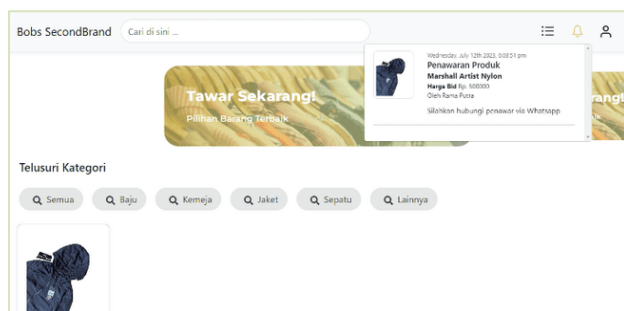 Bobs SecondBrand
Cari di sini ...
Wednesday, July 12th 2023, 0:03:51 pm
Penawaran Produk
Marshall Artist Nylon
Harga Bid Rp. 500000
Oleh Rama Putra
Silahkan hubungi penawar via Whatsapp
Tawar Sekarang!
Pilihan Barang Terbaik
Telusuri Kategori
Semua
Baju
Kemeja
Jaket
Sepatu
Lainnya